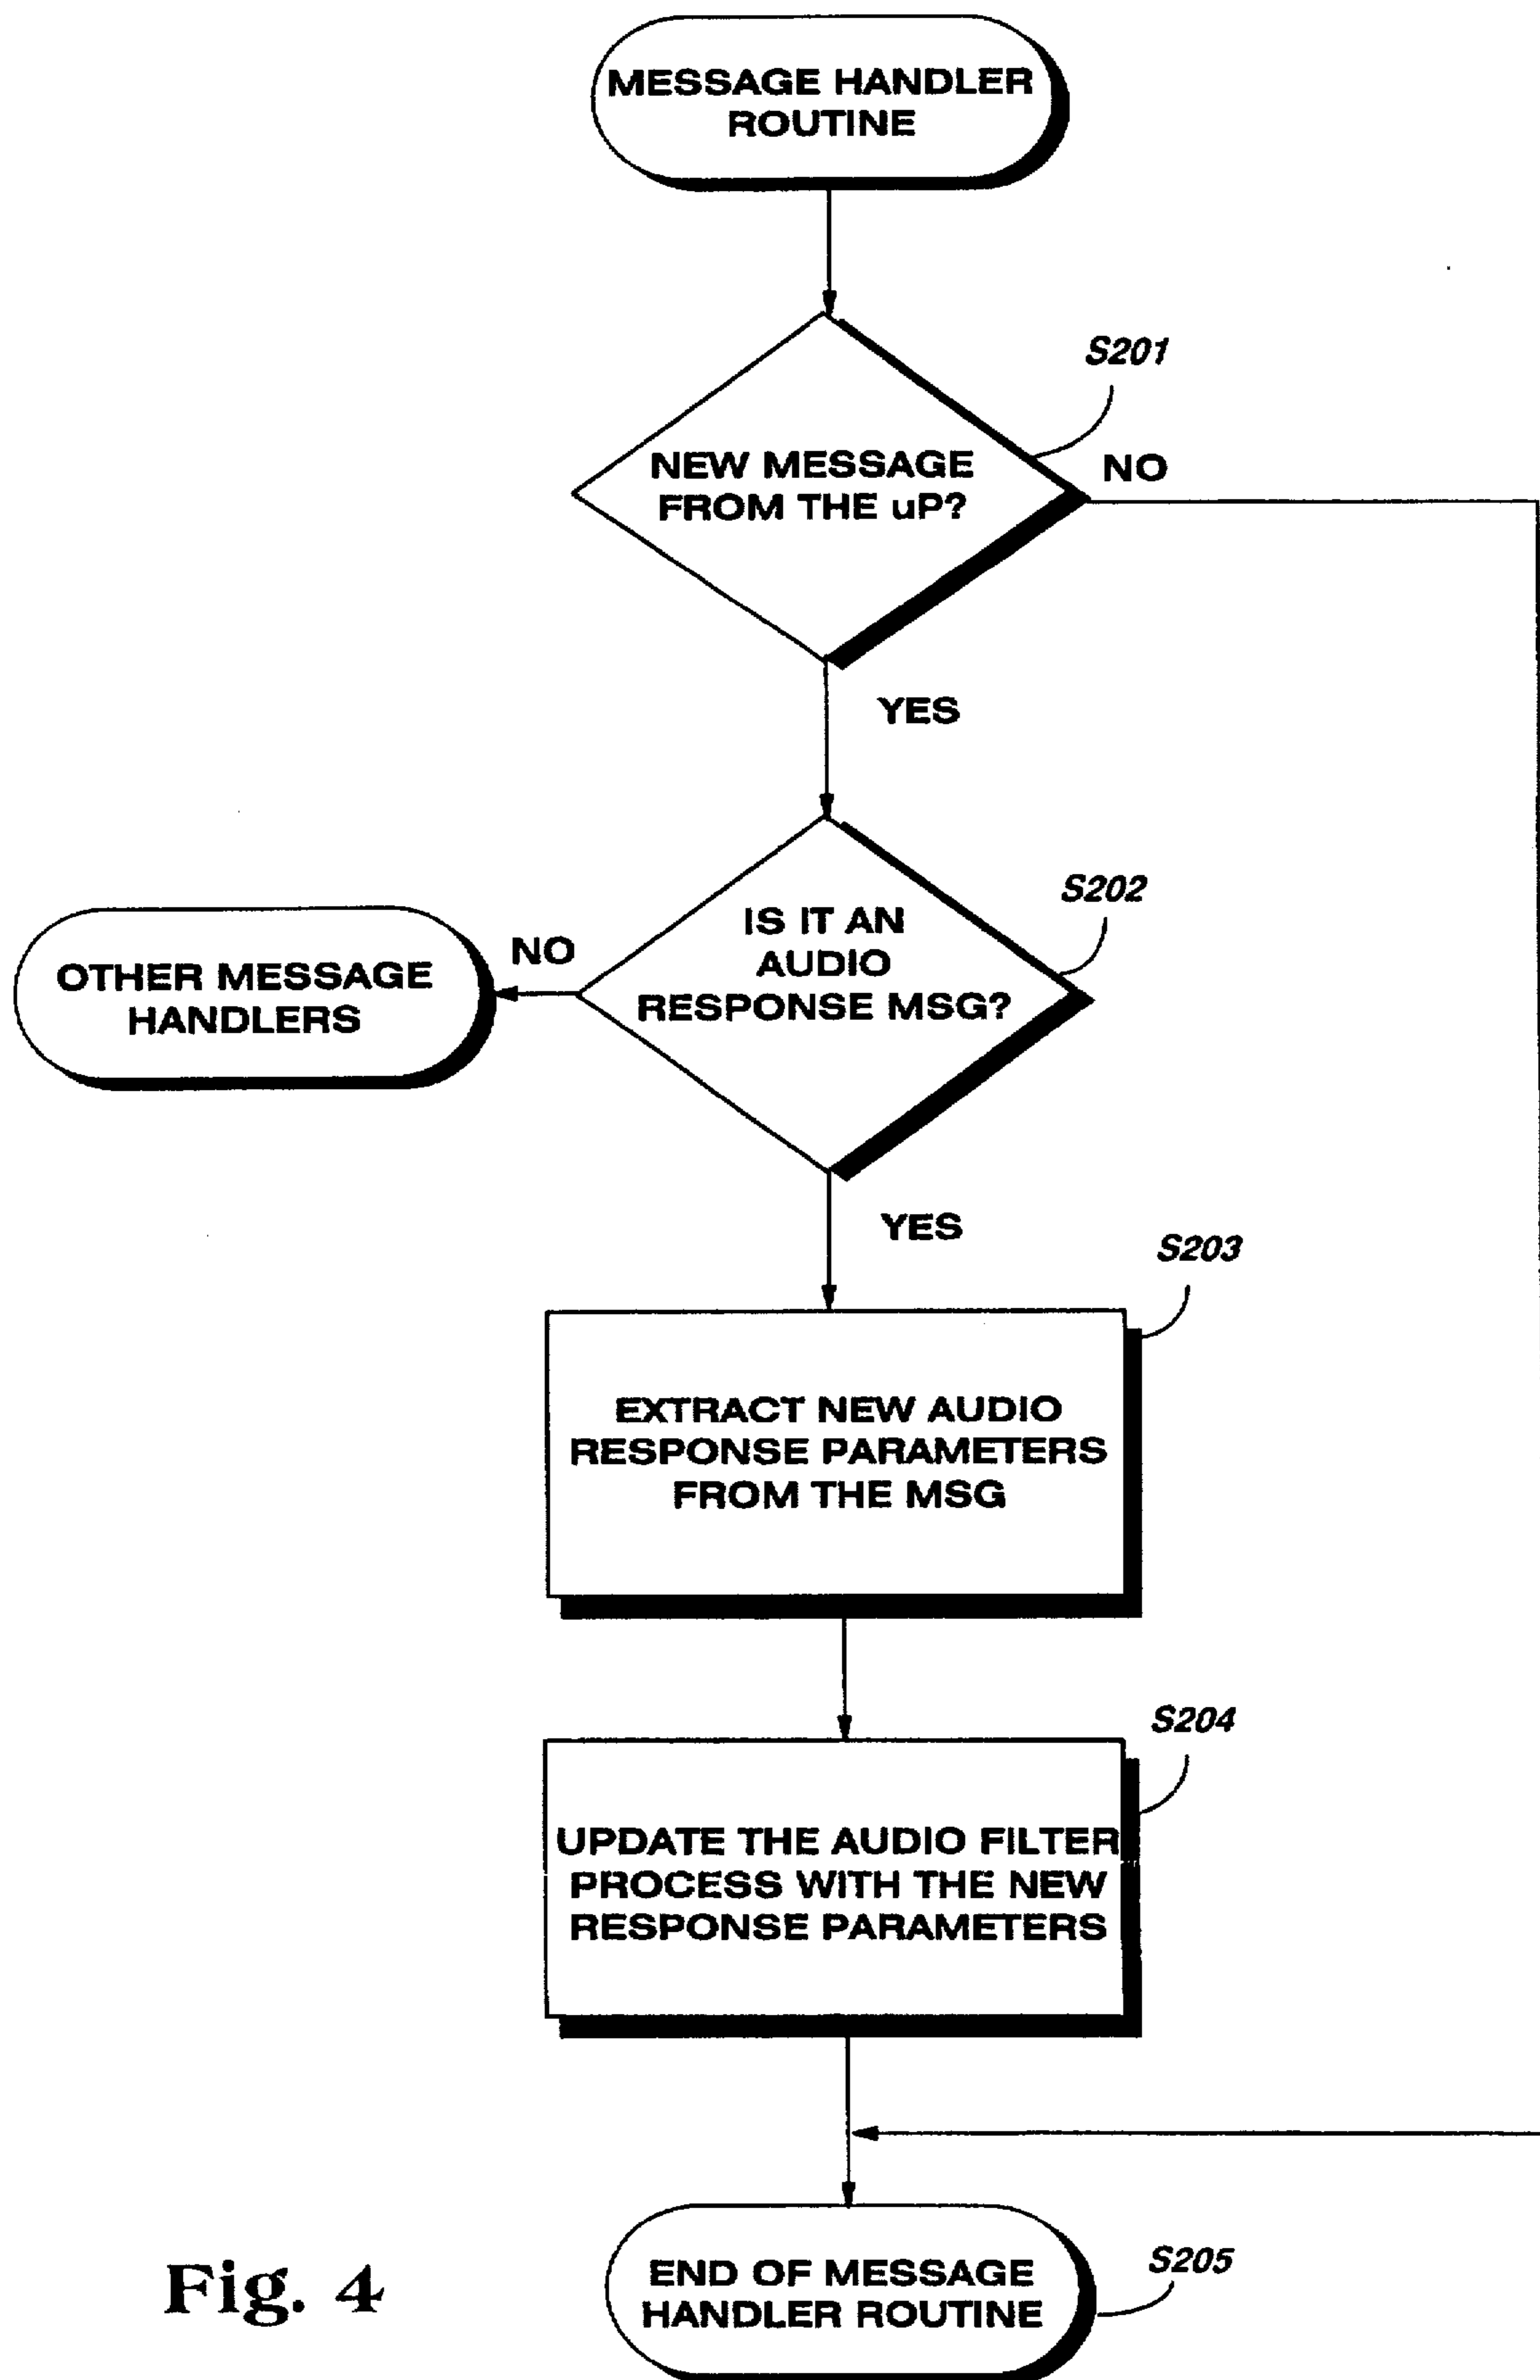 MESSAGE HANDLER
ROUTINE
S201
NEW MESSAGE
FROM THE uP?
NO
YES
S202
IS IT AN
AUDIO
RESPONSE MSG?
NO
OTHER MESSAGE
HANDLERS
YES
S203
EXTRACT NEW AUDIO
RESPONSE PARAMETERS
FROM THE MSG
S204
UPDATE THE AUDIO FILTER
PROCESS WITH THE NEW
RESPONSE PARAMETERS
S205
END OF MESSAGE
HANDLER ROUTINE
Fig. 4